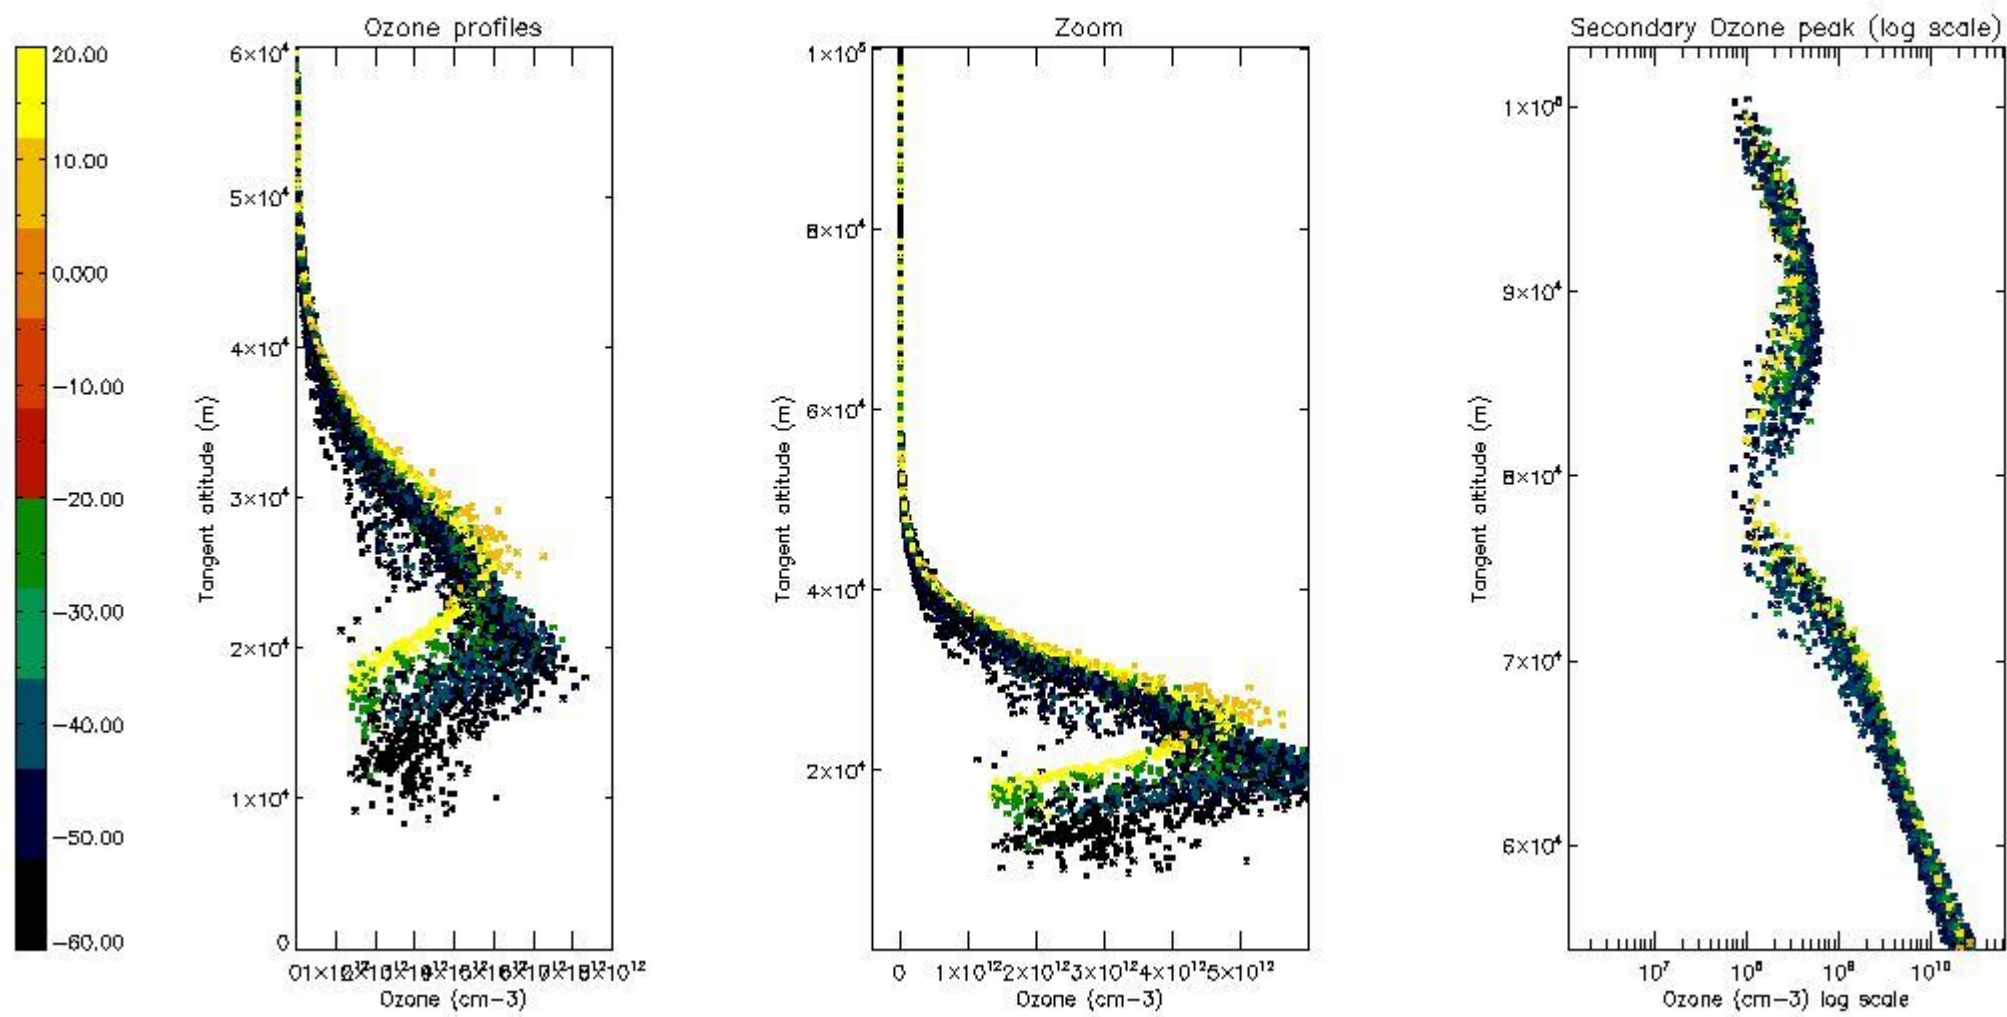 Ozone profiles
Zoom
Secondary Ozone peak (log scale)
20.00
10.00
0.000
−10.00
−20.00
−30.00
−40.00
−50.00
−60.00
6×10⁴
5×10⁴
4×10⁴
3×10⁴
2×10⁴
1×10⁴
0
Tangent altitude (m)
Ozone (cm−3)
1×10⁵
8×10⁴
6×10⁴
4×10⁴
2×10⁴
Tangent altitude (m)
0 1×10¹² 2×10¹² 3×10¹² 4×10¹² 5×10¹²
Ozone (cm−3)
9×10⁴
8×10⁴
7×10⁴
6×10⁴
Tangent altitude (m)
10⁷ 10⁸ 10⁹ 10¹⁰
Ozone (cm−3) log scale